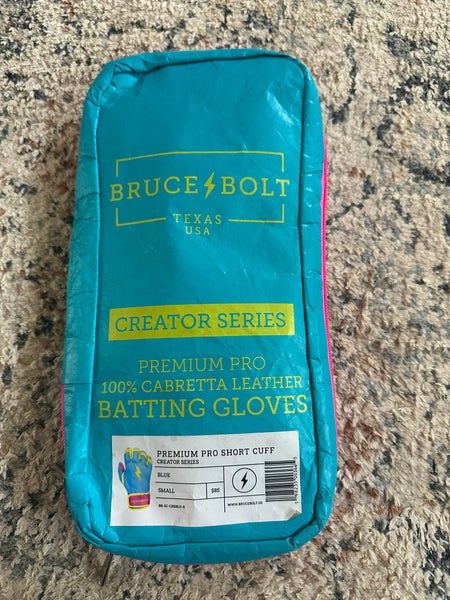 BRUCE BOLT
TEXAS
USA
CREATOR SERIES
PREMIUM PRO
100% CABRETTA LEATHER
BATTING GLOVES
PREMIUM PRO SHORT CUFF
CREATOR SERIES
BLUE
SMALL $85
WWW.BRUCEBOLT.US